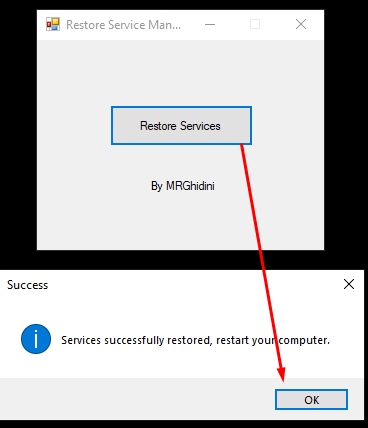 Restore Service Man...
Restore Services
By MRGhidini
Success
Services successfully restored, restart your computer.
OK